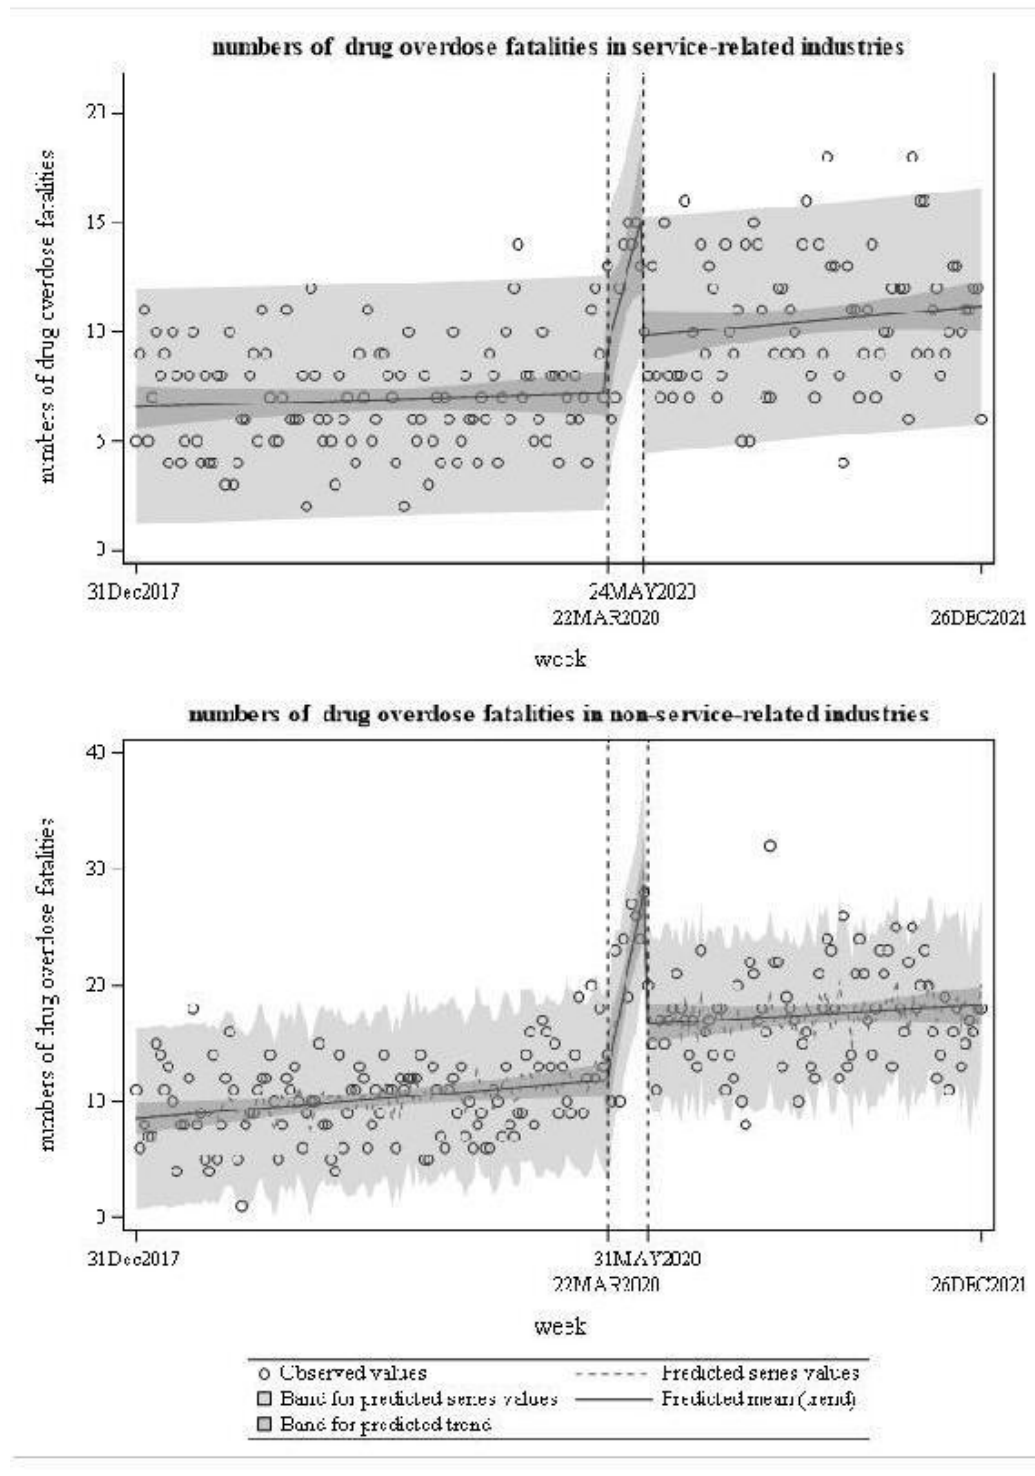 numbers of drug overdose fatalities in service-related industries
numbers of drug overdose fatalities
20
15
10
5
0
31Dec2017
24MAY2020
22MAR2020
26DEC2021
week
numbers of drug overdose fatalities in non-service-related industries
numbers of drug overdose fatalities
40
30
20
10
0
31Dec2017
31MAY2020
22MAR2020
26DEC2021
week
Observed values
Predicted series values
Band for predicted series values
Predicted mean (trend)
Band for predicted trend